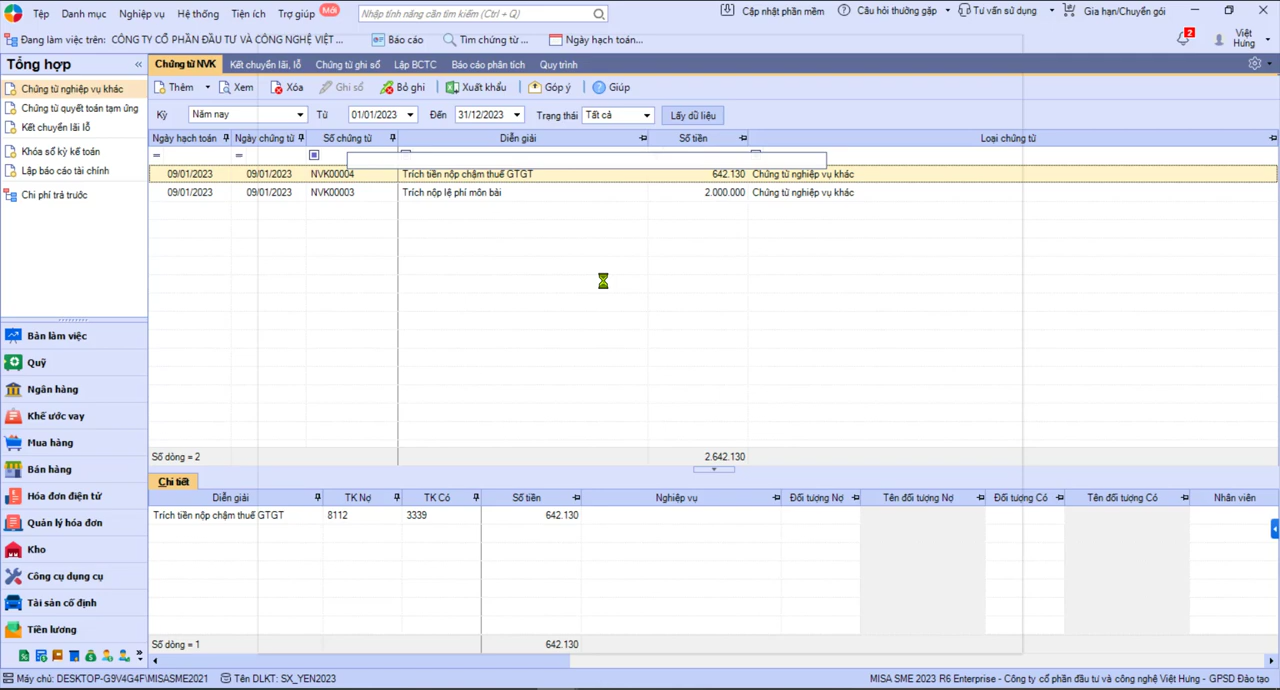 Tệp Danh mục Nghiệp vụ Hệ thống Tiện ích Trợ giúp Mới Nhập tính năng cần tìm kiếm (Ctrl + Q) Cập nhật phần mềm Câu hỏi thường gặp Tư vấn sử dụng Gia hạn/Chuyển gói
Đang làm việc trên: CÔNG TY CỔ PHẦN ĐẦU TƯ VÀ CÔNG NGHỆ VIỆT ... Báo cáo Tìm chứng từ ... Ngày hạch toán... 2 Việt Hưng
Tổng hợp « Chứng từ NVK Kết chuyển lãi, lỗ Chứng từ ghi sổ Lập BCTC Báo cáo phân tích Quy trình
Chứng từ nghiệp vụ khác
Chứng từ quyết toán tạm ứng
Kết chuyển lãi lỗ
Khóa sổ kỳ kế toán
Lập báo cáo tài chính
Chi phí trả trước
Thêm Xem Xóa Ghi sổ Bỏ ghi Xuất khẩu Góp ý Giúp
Kỳ Năm nay Từ 01/01/2023 Đến 31/12/2023 Trạng thái Tất cả Lấy dữ liệu
Ngày hạch toán Ngày chứng từ Số chứng từ Diễn giải Số tiền Loại chứng từ
= =
09/01/2023 09/01/2023 NVK00004 Trích tiền nộp chậm thuế GTGT 642.130 Chứng từ nghiệp vụ khác
09/01/2023 09/01/2023 NVK00003 Trích nộp lệ phí môn bài 2.000.000 Chứng từ nghiệp vụ khác
Số dòng = 2 2.642.130
Bàn làm việc
Quỹ
Ngân hàng
Khế ước vay
Mua hàng
Bán hàng
Hóa đơn điện tử
Quản lý hóa đơn
Kho
Công cụ dụng cụ
Tài sản cố định
Tiền lương
Chi tiết
Diễn giải TK Nợ TK Có Số tiền Nghiệp vụ Đối tượng Nợ Tên đối tượng Nợ Đối tượng Có Tên đối tượng Có Nhân viên
Trích tiền nộp chậm thuế GTGT 8112 3339 642.130
Số dòng = 1 642.130
Máy chủ: DESKTOP-G9V4G4F\MISASME2021 Tên DLKT: SX_YEN2023 MISA SME 2023 R6 Enterprise - Công ty cổ phần đầu tư và công nghệ Việt Hưng - GPSD Đào tạo